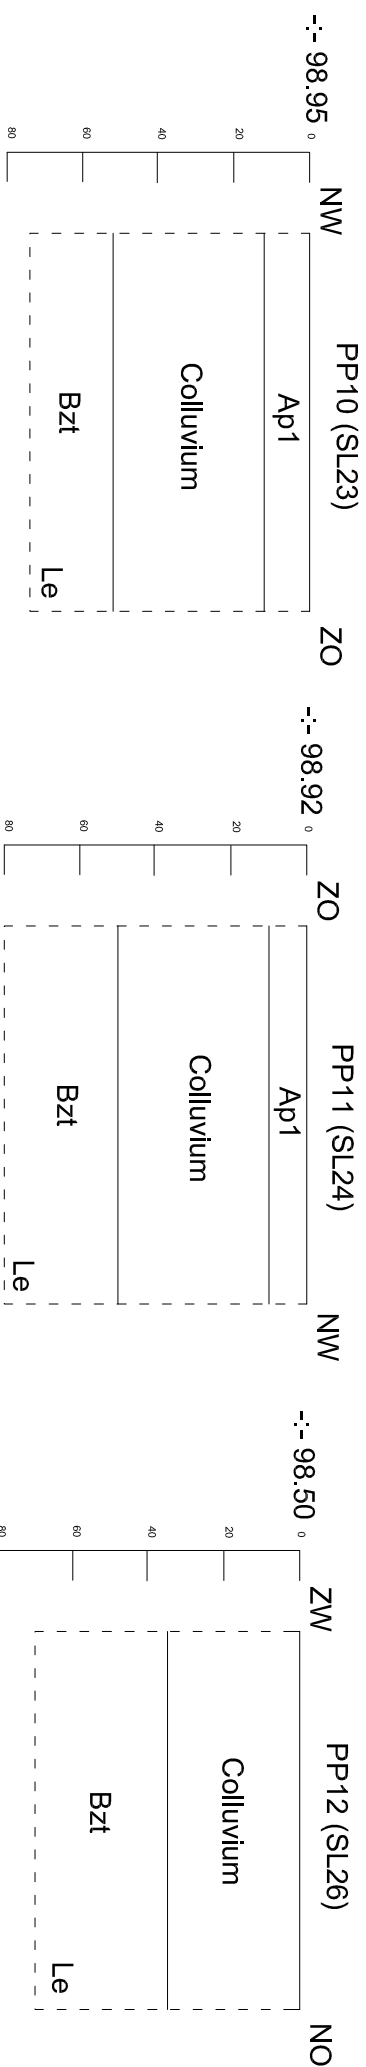 PP10 (SL23)
NW
ZO
98.95
0
20
40
60
80
Ap1
Colluvium
Bzt
Le
PP11 (SL24)
ZO
NW
98.92
0
20
40
60
80
Ap1
Colluvium
Bzt
Le
PP12 (SL26)
ZW
NO
98.50
0
20
40
60
80
Colluvium
Bzt
Le